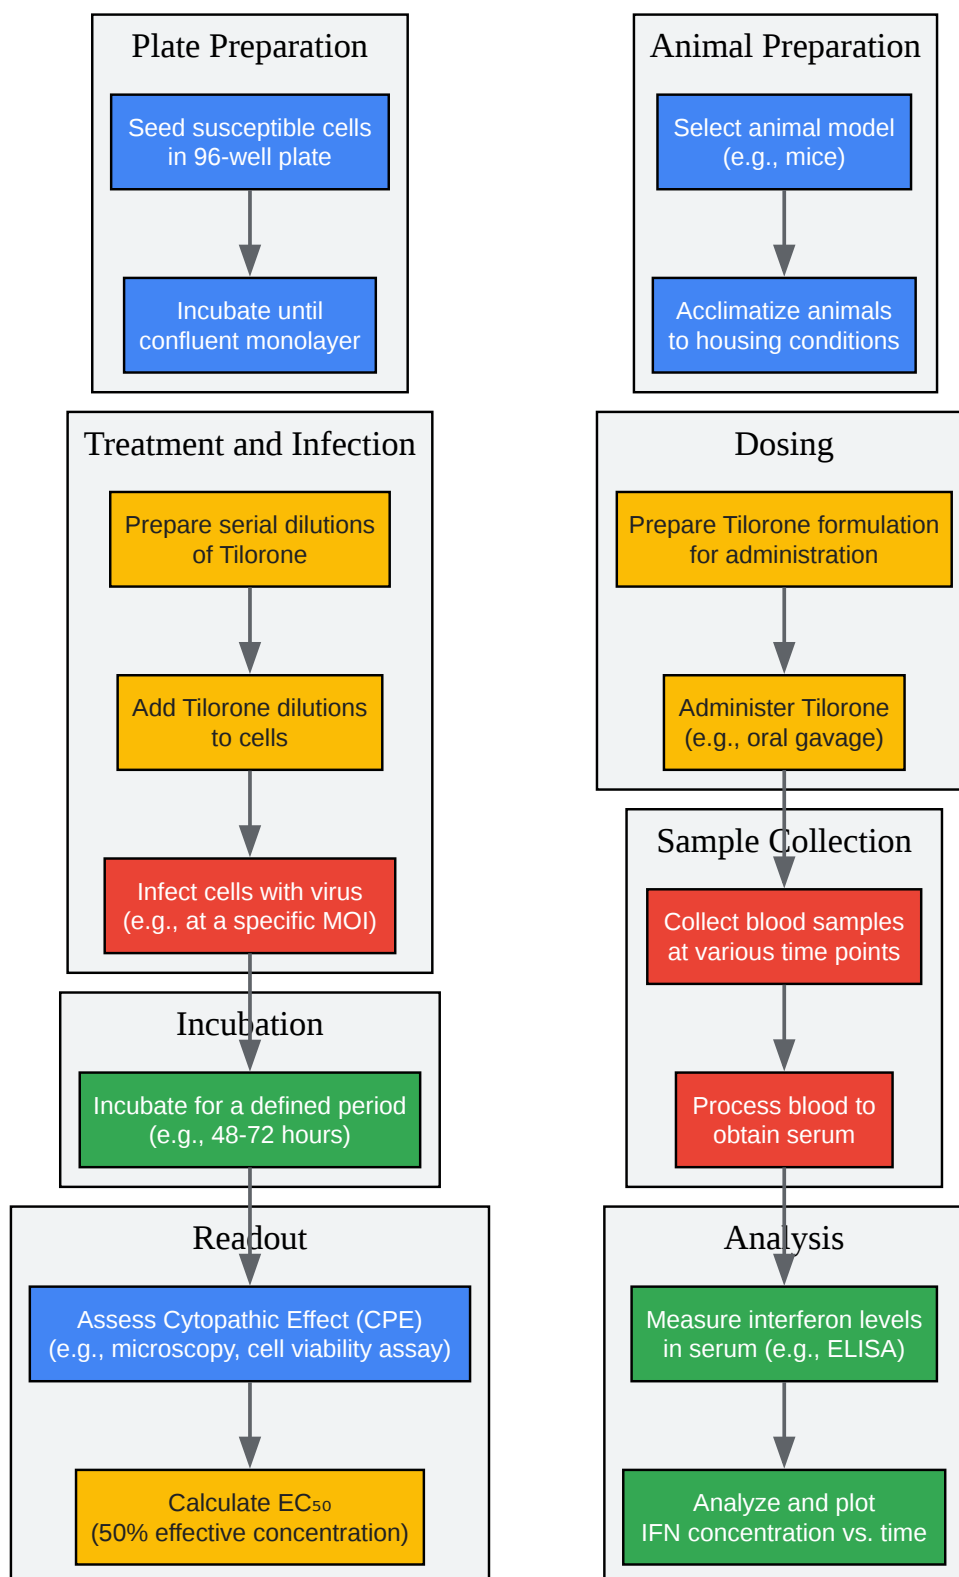 Plate Preparation
Seed susceptible cells
in 96-well plate
Incubate until
confluent monolayer
Treatment and Infection
Prepare serial dilutions
of Tilorone
Add Tilorone dilutions
to cells
Infect cells with virus
(e.g., at a specific MOI)
Incubation
Incubate for a defined period
(e.g., 48-72 hours)
Readout
Assess Cytopathic Effect (CPE)
(e.g., microscopy, cell viability assay)
Calculate EC₅₀
(50% effective concentration)
Animal Preparation
Select animal model
(e.g., mice)
Acclimatize animals
to housing conditions
Dosing
Prepare Tilorone formulation
for administration
Administer Tilorone
(e.g., oral gavage)
Sample Collection
Collect blood samples
at various time points
Process blood to
obtain serum
Analysis
Measure interferon levels
in serum (e.g., ELISA)
Analyze and plot
IFN concentration vs. time